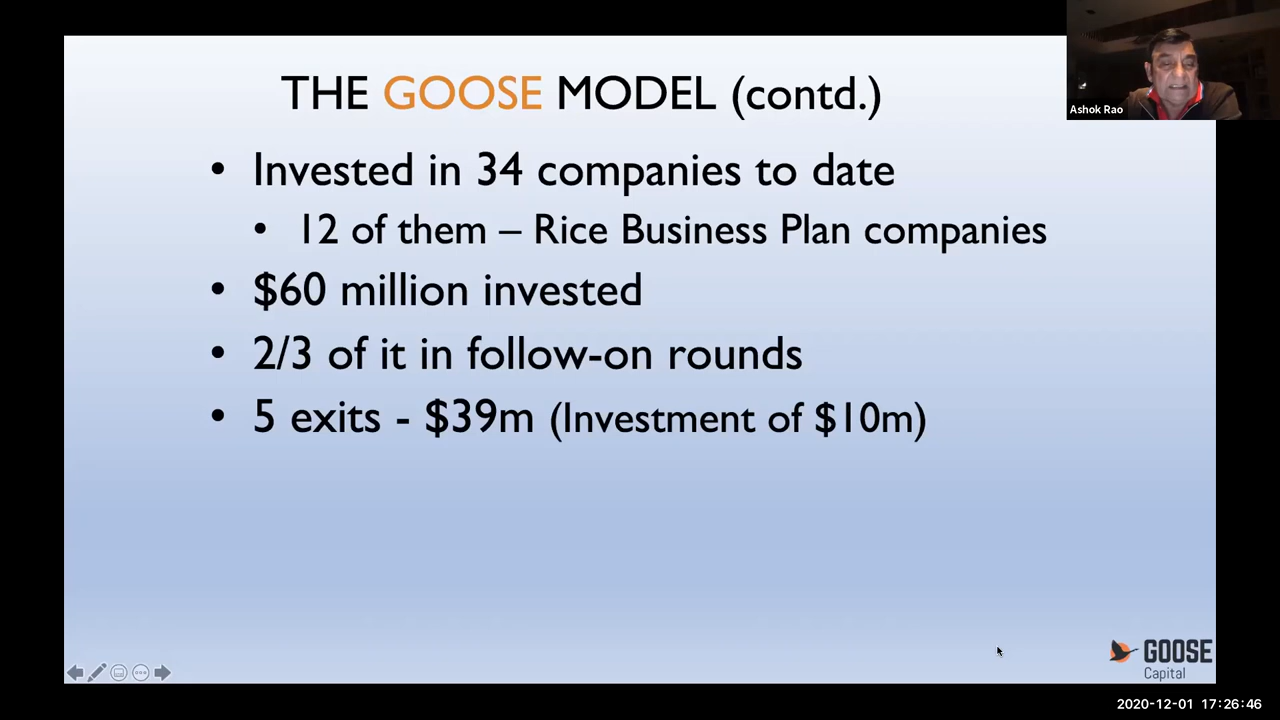 THE GOOSE MODEL (contd.)
Ashok Rao
• Invested in 34 companies to date
• 12 of them – Rice Business Plan companies
• $60 million invested
• 2/3 of it in follow-on rounds
• 5 exits - $39m (Investment of $10m)
GOOSE
Capital
2020-12-01 17:26:46